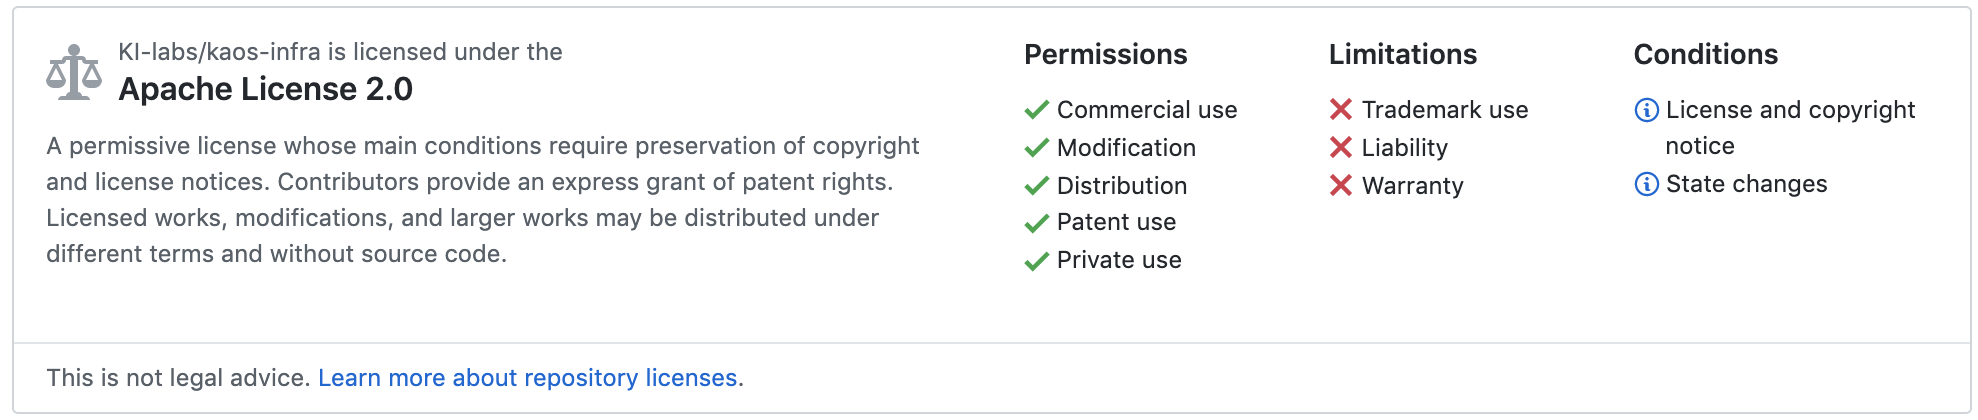 KI-labs/kaos-infra is licensed under the
Apache License 2.0
A permissive license whose main conditions require preservation of copyright
and license notices. Contributors provide an express grant of patent rights.
Licensed works, modifications, and larger works may be distributed under
different terms and without source code.
Permissions
Commercial use
Modification
Distribution
Patent use
Private use
Limitations
Trademark use
Liability
Warranty
Conditions
License and copyright
notice
State changes
This is not legal advice. Learn more about repository licenses.